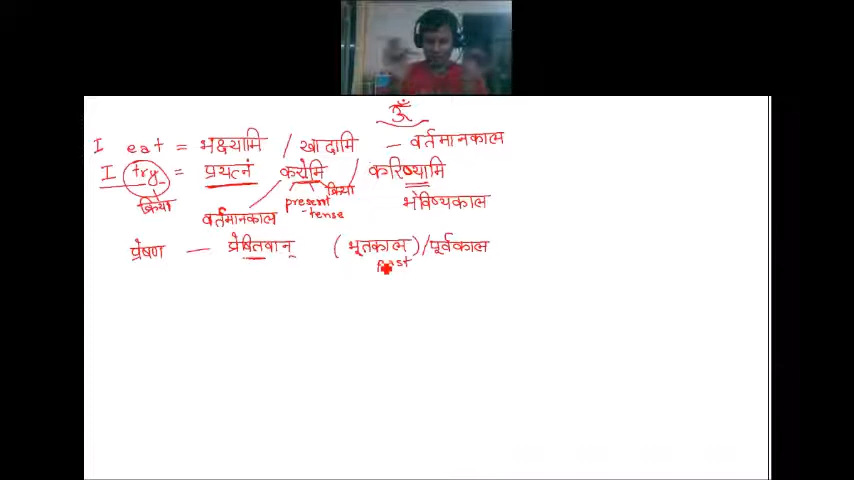 ॐ
I eat = भक्ष्यामि / खादामि - वर्तमानकाल
I try = प्रयत्नं करोमि / करिष्यामि
क्रिया वर्तमानकाल present tense क्रिया भविष्यकाल
प्रेषण — प्रेषितवान् (भूतकाल) / पूर्वकाल
past